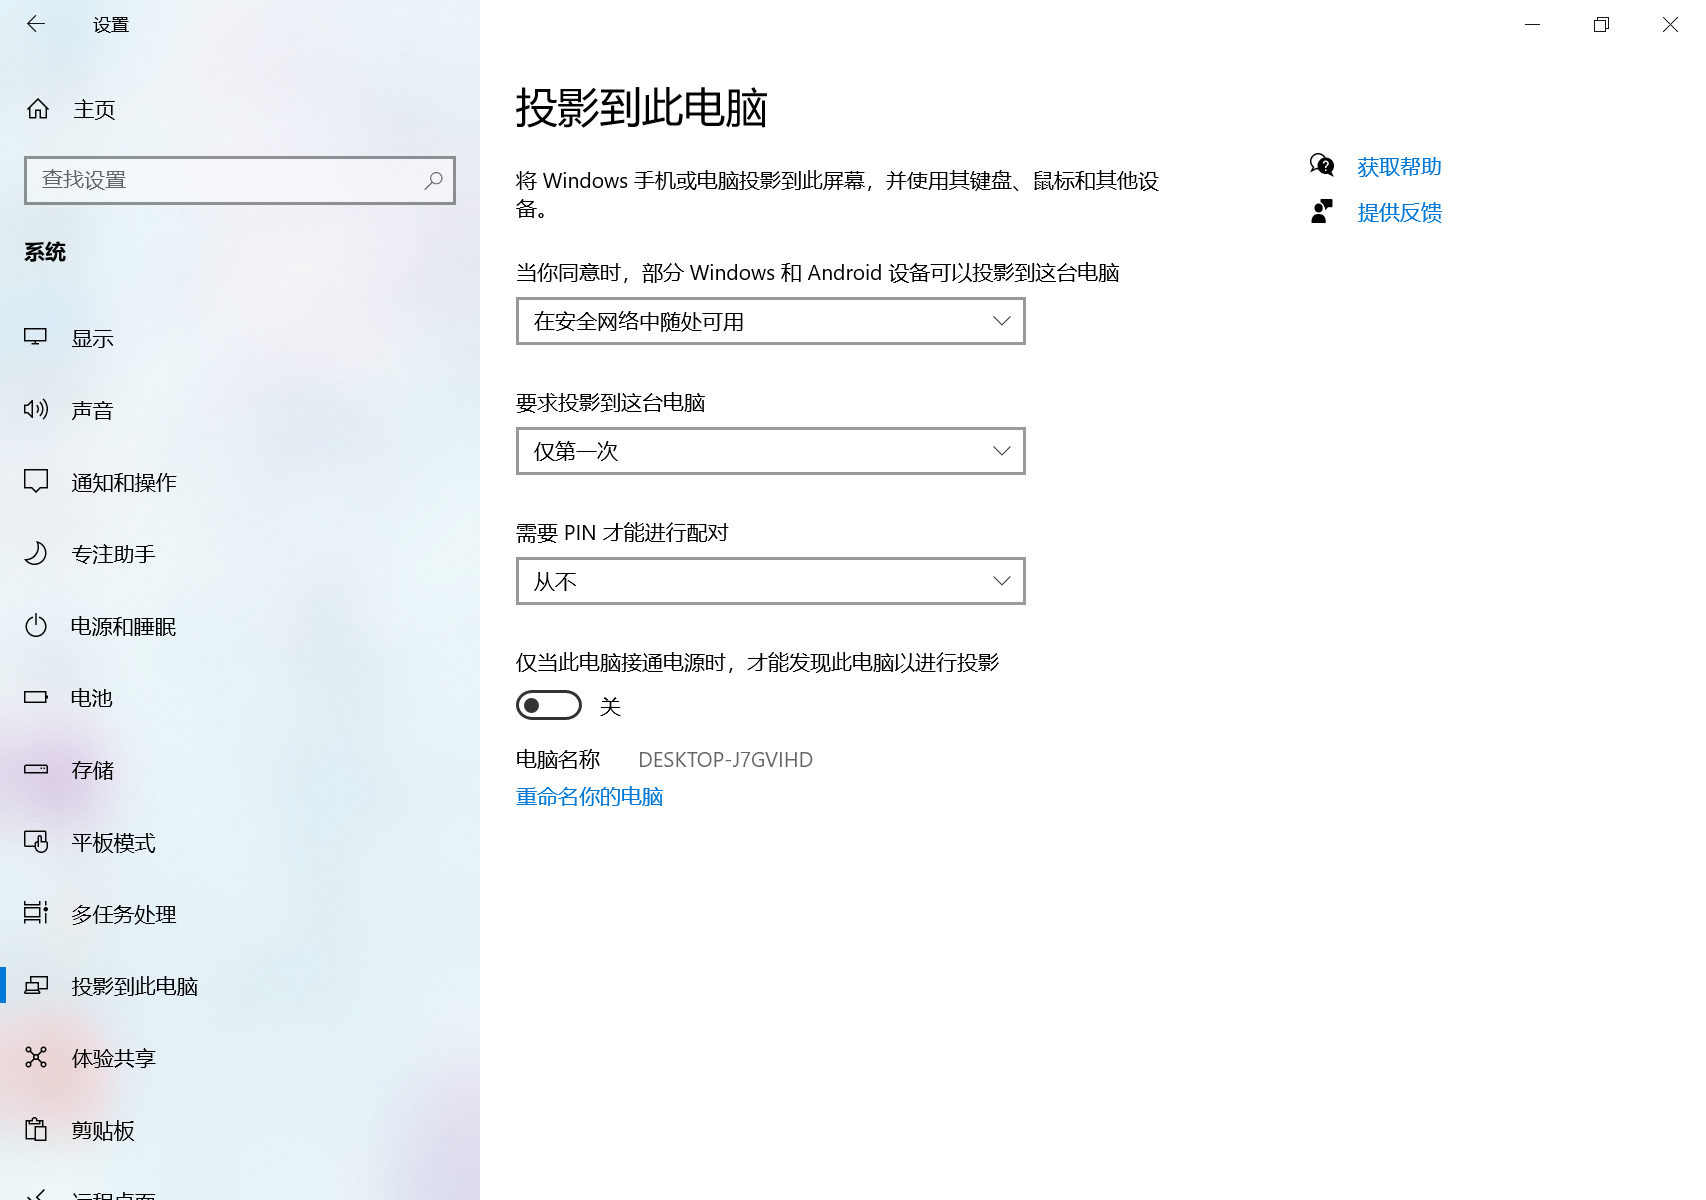 设置
主页
查找设置
系统
显示
声音
通知和操作
专注助手
电源和睡眠
电池
存储
平板模式
多任务处理
投影到此电脑
体验共享
剪贴板
远程桌面
投影到此电脑
将 Windows 手机或电脑投影到此屏幕，并使用其键盘、鼠标和其他设
备。
当你同意时，部分 Windows 和 Android 设备可以投影到这台电脑
在安全网络中随处可用
要求投影到这台电脑
仅第一次
需要 PIN 才能进行配对
从不
仅当此电脑接通电源时，才能发现此电脑以进行投影
关
电脑名称 DESKTOP-J7GVIHD
重命名你的电脑
获取帮助
提供反馈